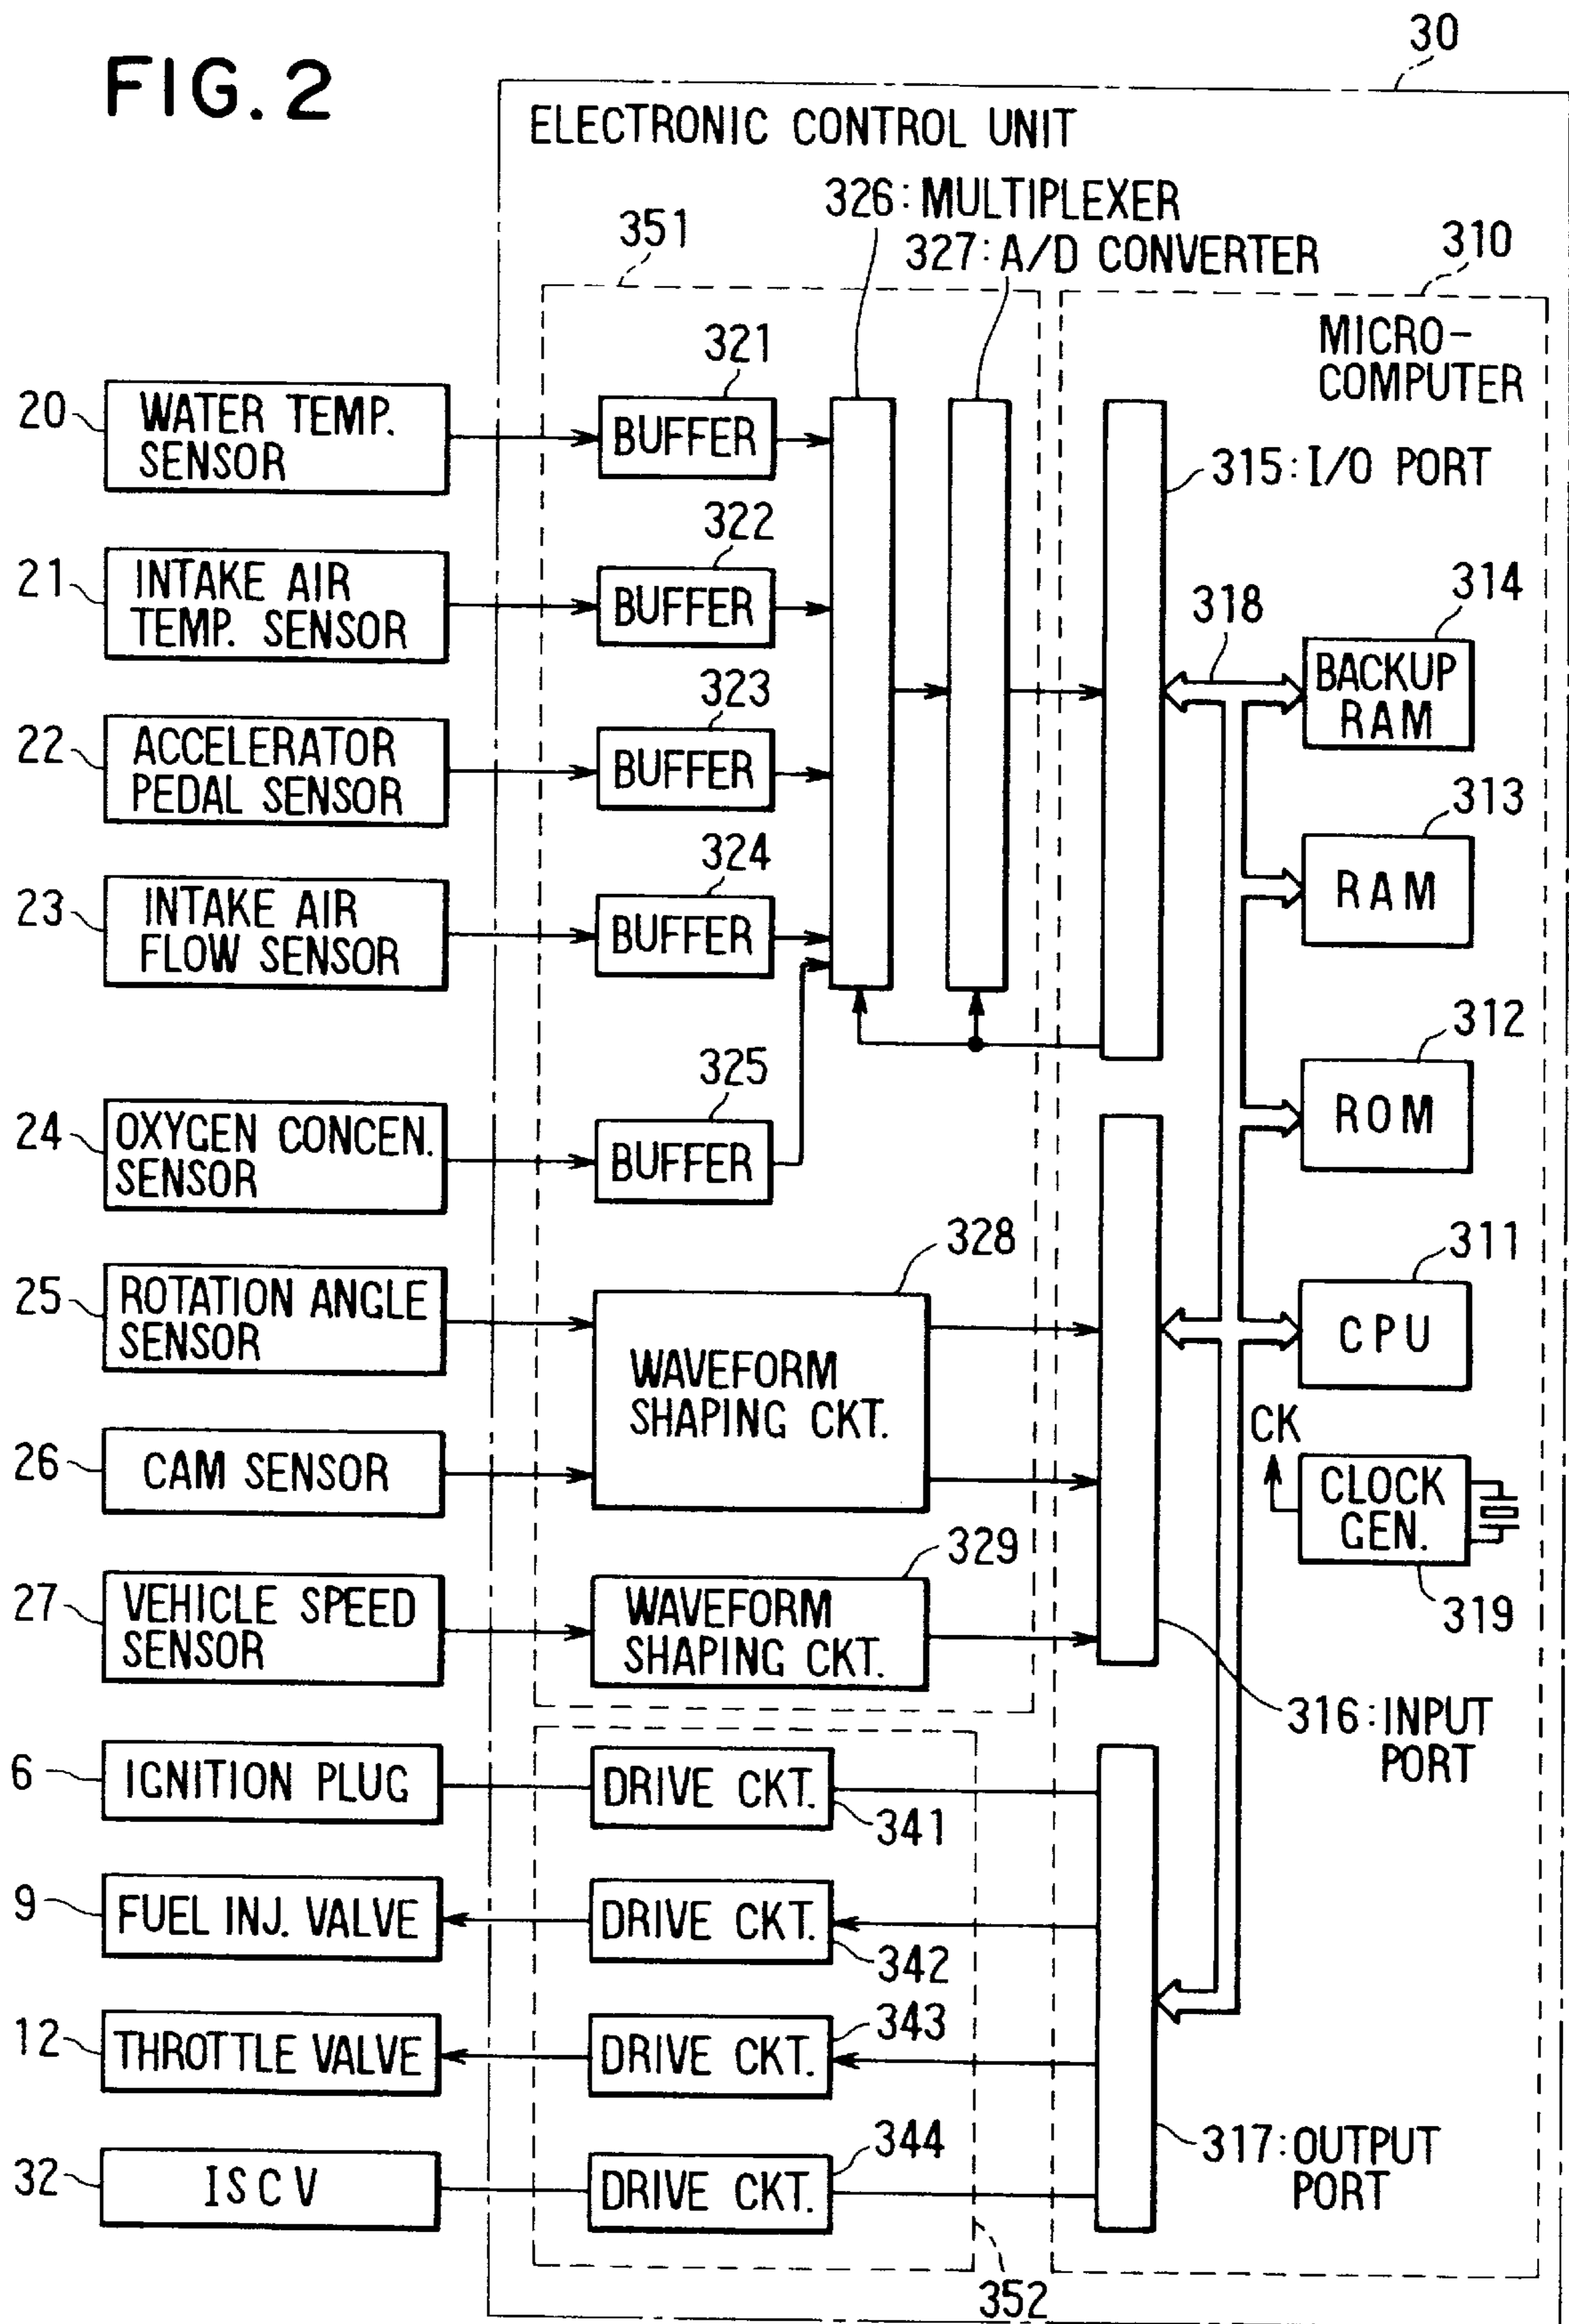 FIG. 2
30
ELECTRONIC CONTROL UNIT
326: MULTIPLEXER
351
327: A/D CONVERTER
310
MICRO-
COMPUTER
321
20
WATER TEMP.
SENSOR
BUFFER
315: I/O PORT
322
21
INTAKE AIR
TEMP. SENSOR
BUFFER
318
314
BACKUP
RAM
323
22
ACCELERATOR
PEDAL SENSOR
BUFFER
313
RAM
324
23
INTAKE AIR
FLOW SENSOR
BUFFER
312
ROM
325
24
OXYGEN CONCEN.
SENSOR
BUFFER
328
311
CPU
25
ROTATION ANGLE
SENSOR
WAVEFORM
SHAPING CKT.
26
CAM SENSOR
CK
CLOCK
GEN.
319
329
27
VEHICLE SPEED
SENSOR
WAVEFORM
SHAPING CKT.
316: INPUT
PORT
6
IGNITION PLUG
DRIVE CKT.
341
9
FUEL INJ. VALVE
DRIVE CKT.
342
12
THROTTLE VALVE
DRIVE CKT.
343
32
ISCV
DRIVE CKT.
344
317: OUTPUT
PORT
352